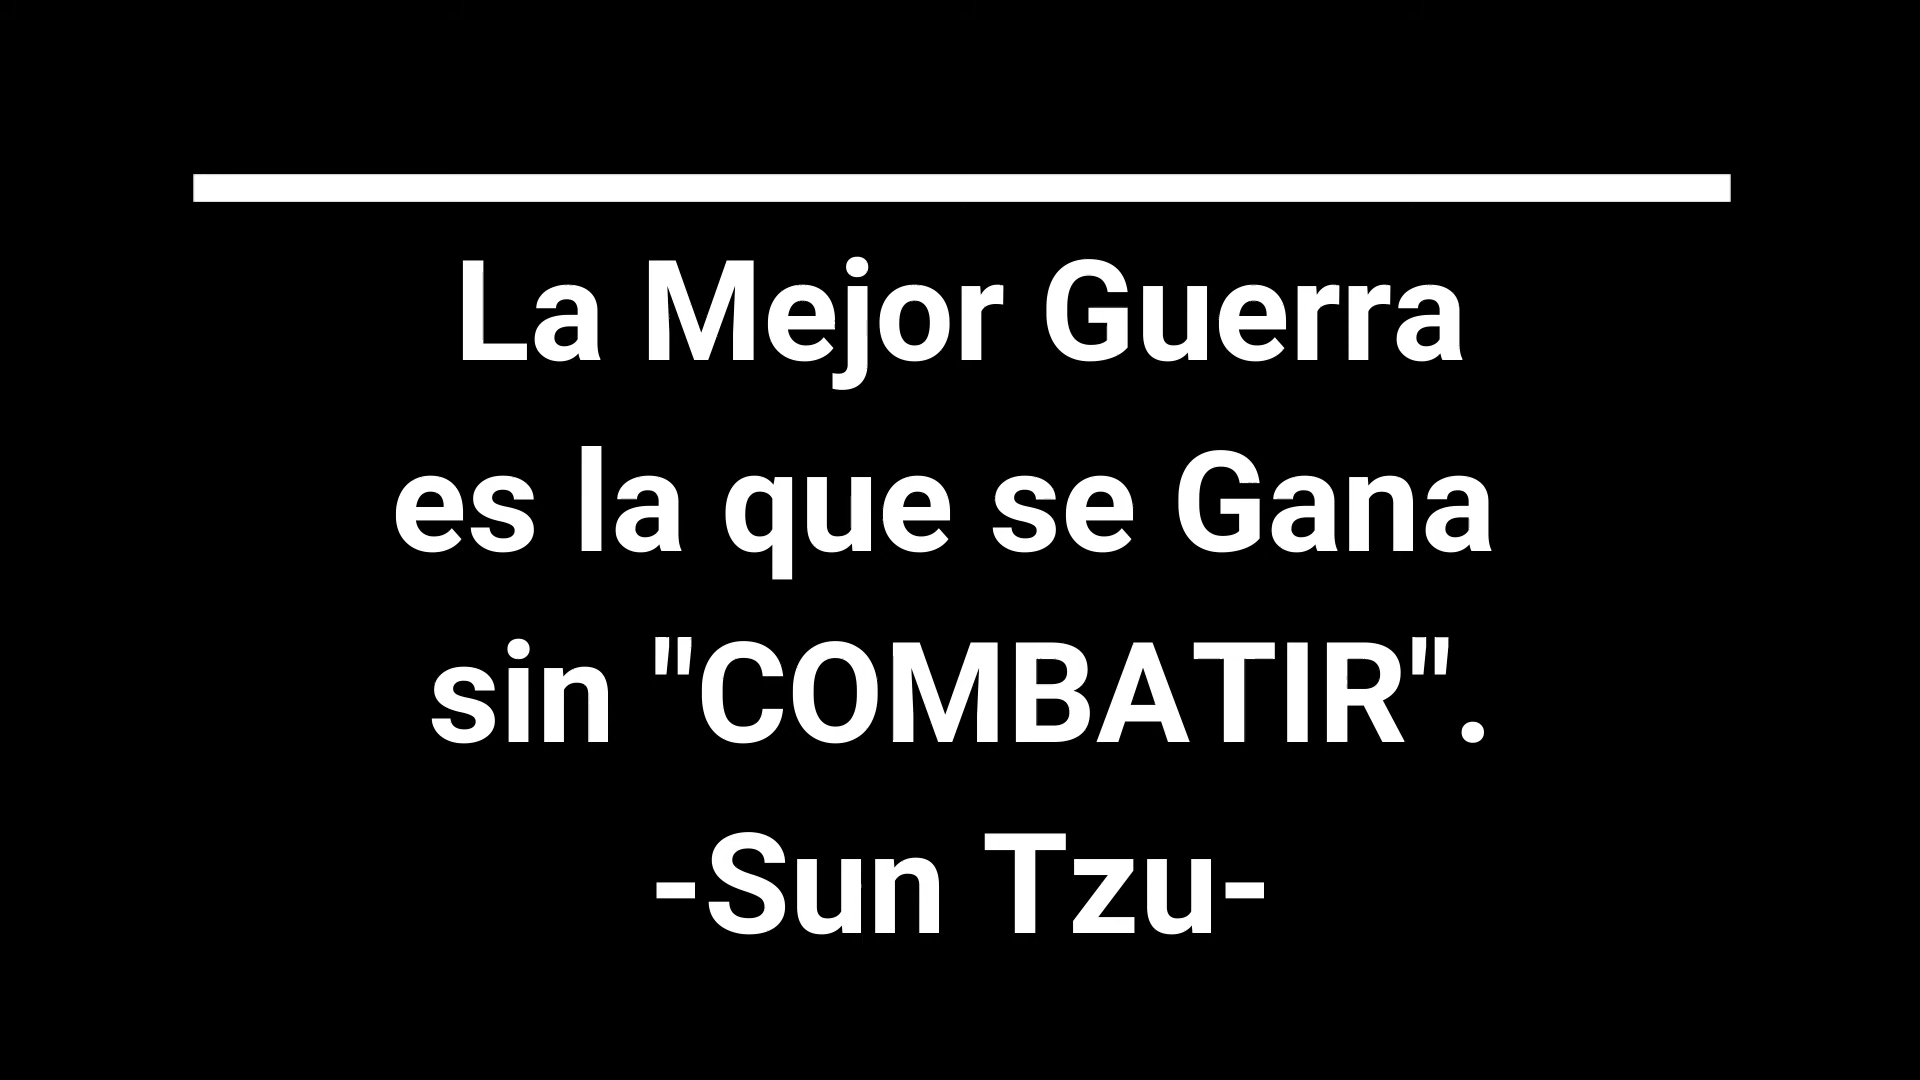 La Mejor Guerra
es la que se Gana
sin "COMBATIR".
-Sun Tzu-